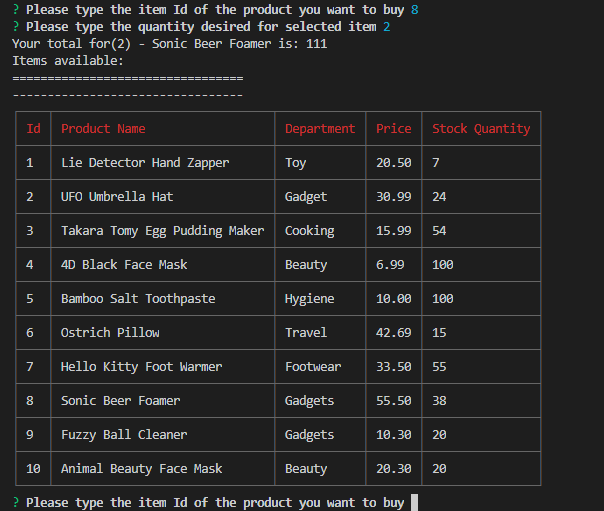 ? Please type the item Id of the product you want to buy 8
? Please type the quantity desired for selected item 2
Your total for(2) - Sonic Beer Foamer is: 111
Items available:
=================================
---------------------------------
Id Product Name Department Price Stock Quantity
1 Lie Detector Hand Zapper Toy 20.50 7
2 UFO Umbrella Hat Gadget 30.99 24
3 Takara Tomy Egg Pudding Maker Cooking 15.99 54
4 4D Black Face Mask Beauty 6.99 100
5 Bamboo Salt Toothpaste Hygiene 10.00 100
6 Ostrich Pillow Travel 42.69 15
7 Hello Kitty Foot Warmer Footwear 33.50 55
8 Sonic Beer Foamer Gadgets 55.50 38
9 Fuzzy Ball Cleaner Gadgets 10.30 20
10 Animal Beauty Face Mask Beauty 20.30 20
? Please type the item Id of the product you want to buy